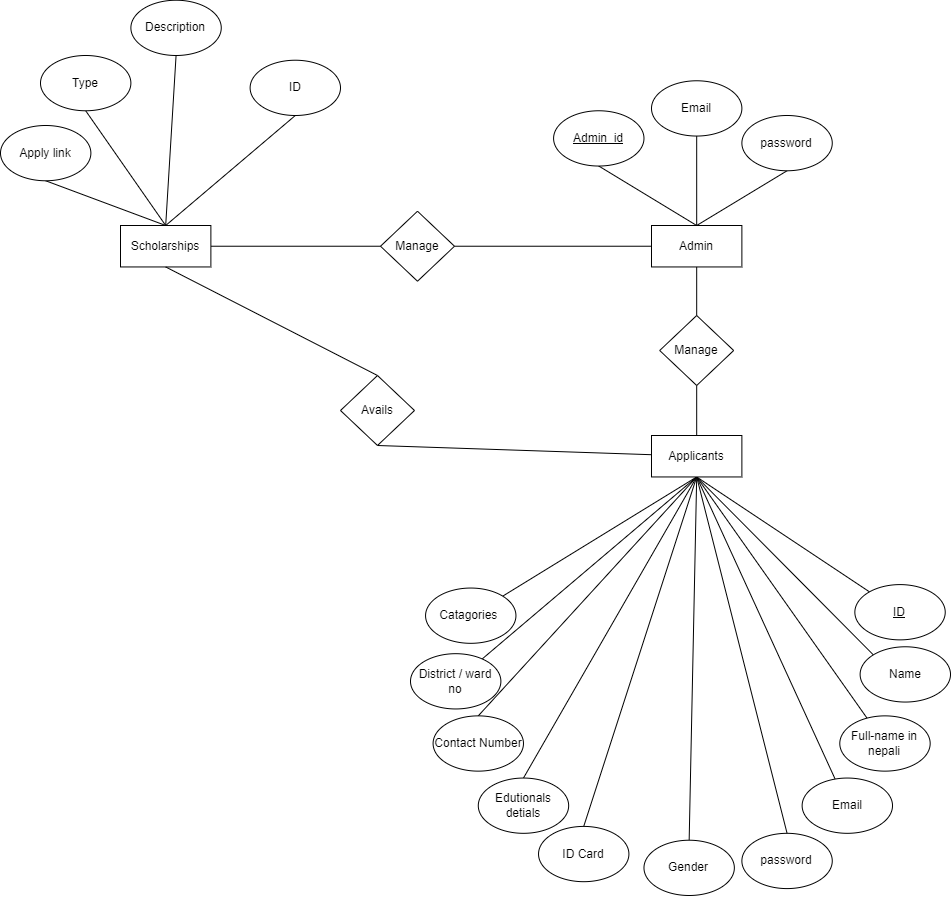 Description
Type
ID
Apply link
Email
Admin_id
password
Scholarships
Manage
Admin
Manage
Avails
Applicants
Catagories
ID
District / ward
no
Name
Contact Number
Full-name in
nepali
Edutionals
detials
Email
ID Card
Gender
password